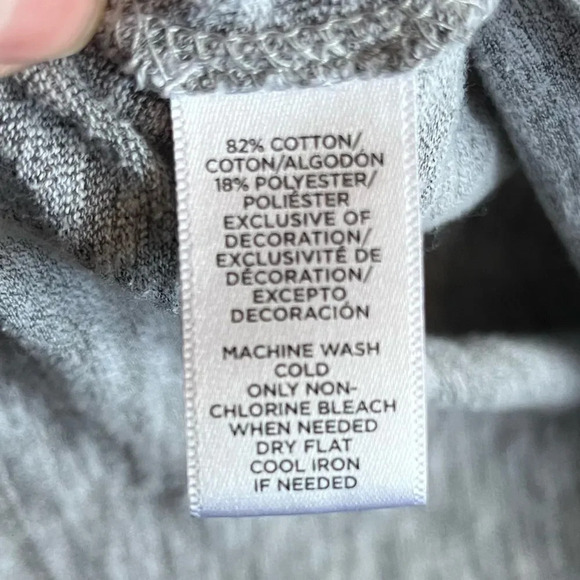 82% COTTON/
COTON/ALGODÓN
18% POLYESTER/
POLIÉSTER
EXCLUSIVE OF
DECORATION/
EXCLUSIVITÉ DE
DÉCORATION/
EXCEPTO
DECORACIÓN
MACHINE WASH
COLD
ONLY NON-
CHLORINE BLEACH
WHEN NEEDED
DRY FLAT
COOL IRON
IF NEEDED